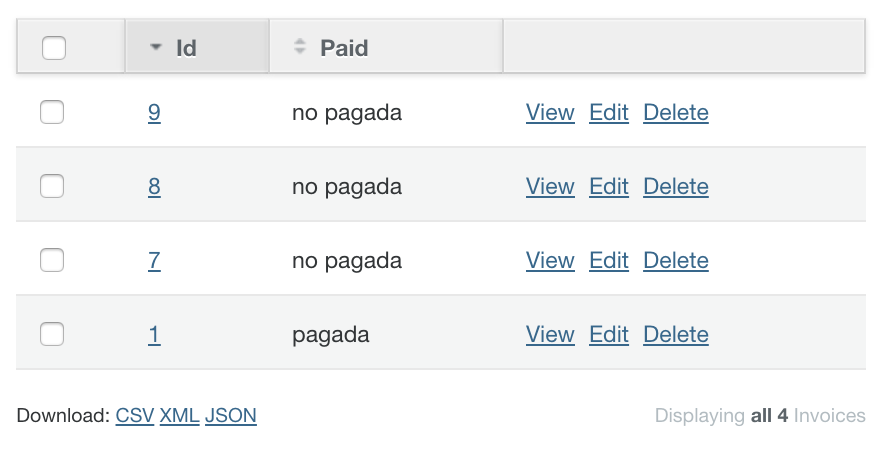 Id Paid
9 no pagada View Edit Delete
8 no pagada View Edit Delete
7 no pagada View Edit Delete
1 pagada View Edit Delete
Download: CSV XML JSON Displaying all 4 Invoices